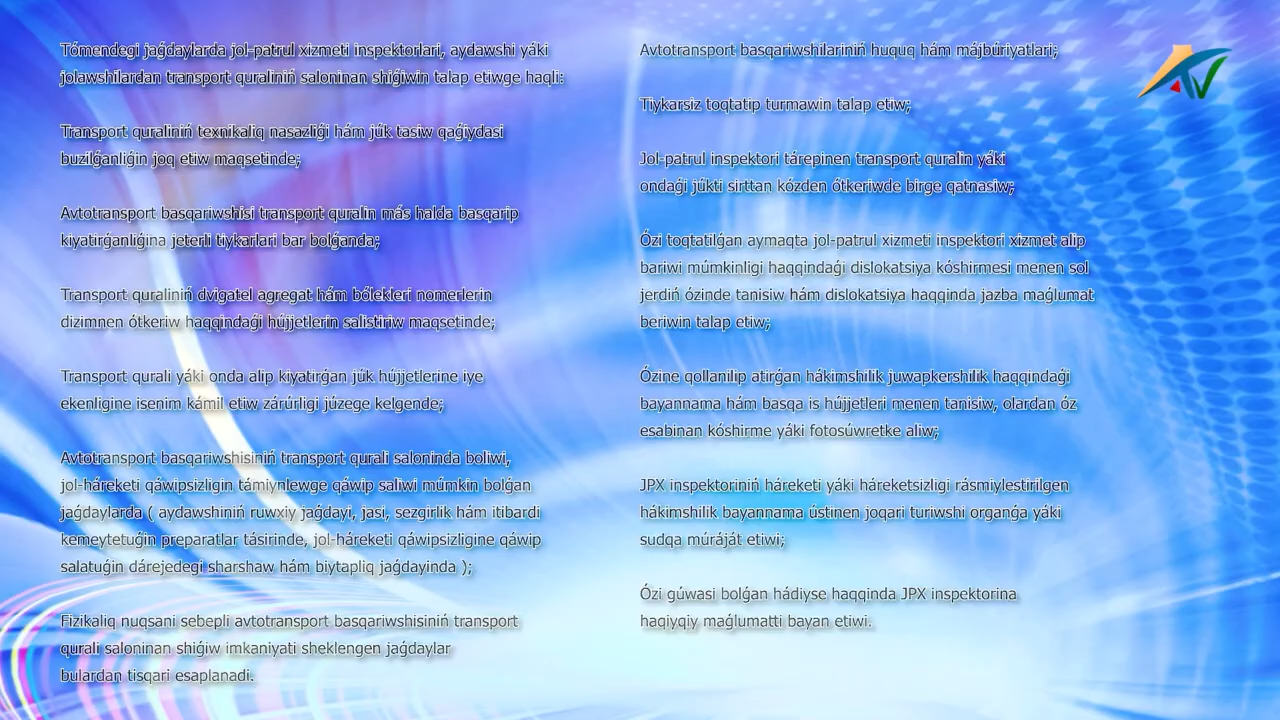 Tómendegi jaǵdaylarda jol-patrul xizmeti inspektorlari, aydawshi yáki
jolawshilardan transport quraliniń saloninan shiǵiwin talap etiwge haqli:
Transport quraliniń texnikaliq nasazliǵi hám júk tasiw qaǵiydasi
buzilǵanliǵin joq etiw maqsetinde;
Avtotransport basqariwshisi transport quralin más halda basqarip
kiyatirǵanliǵina jeterli tiykarlari bar bolǵanda;
Transport quraliniń dvigatel agregat hám bólekleri nomerlerin
dizimnen ótkeriw haqqindaǵi hújjetlerin salistiriw maqsetinde;
Transport qurali yáki onda alip kiyatirǵan júk hújjetlerine iye
ekenligine isenim kámil etiw zárúrligi júzege kelgende;
Avtotransport basqariwshisiniń transport qurali saloninda boliwi,
jol-háreketi qáwipsizligin támiynlewge qáwip saliwi múmkin bolǵan
jaǵdaylarda ( aydawshiniń ruwxiy jaǵdayi, jasi, sezgirlik hám itibardi
kemeytetuǵin preparatlar tásirinde, jol-háreketi qáwipsizligine qáwip
salatuǵin dárejedegi sharshaw hám biytapliq jaǵdayinda );
Fizikaliq nuqsani sebepli avtotransport basqariwshisiniń transport
qurali saloninan shiǵiw imkaniyati sheklengen jaǵdaylar
bulardan tisqari esaplanadi.
Avtotransport basqariwshilariniń huquq hám májbúriyatlari;
Tiykarsiz toqtatip turmawin talap etiw;
Jol-patrul inspektori tárepinen transport quralin yáki
ondaǵi júkti sirttan kózden ótkeriwde birge qatnasiw;
Ózi toqtatilǵan aymaqta jol-patrul xizmeti inspektori xizmet alip
bariwi múmkinligi haqqindaǵi dislokatsiya kóshirmesi menen sol
jerdiń ózinde tanisiw hám dislokatsiya haqqinda jazba maǵlumat
beriwin talap etiw;
Ózine qollanilip atirǵan hákimshilik juwapkershilik haqqindaǵi
bayannama hám basqa is hújjetleri menen tanisiw, olardan óz
esabinan kóshirme yáki fotosúwretke aliw;
JPX inspektoriniń háreketi yáki háreketsizligi rásmiylestirilgen
hákimshilik bayannama ústinen joqari turiwshi organǵa yáki
sudqa múráját etiwi;
Ózi gúwasi bolǵan hádiyse haqqinda JPX inspektorina
haqiyqiy maǵlumatti bayan etiwi.